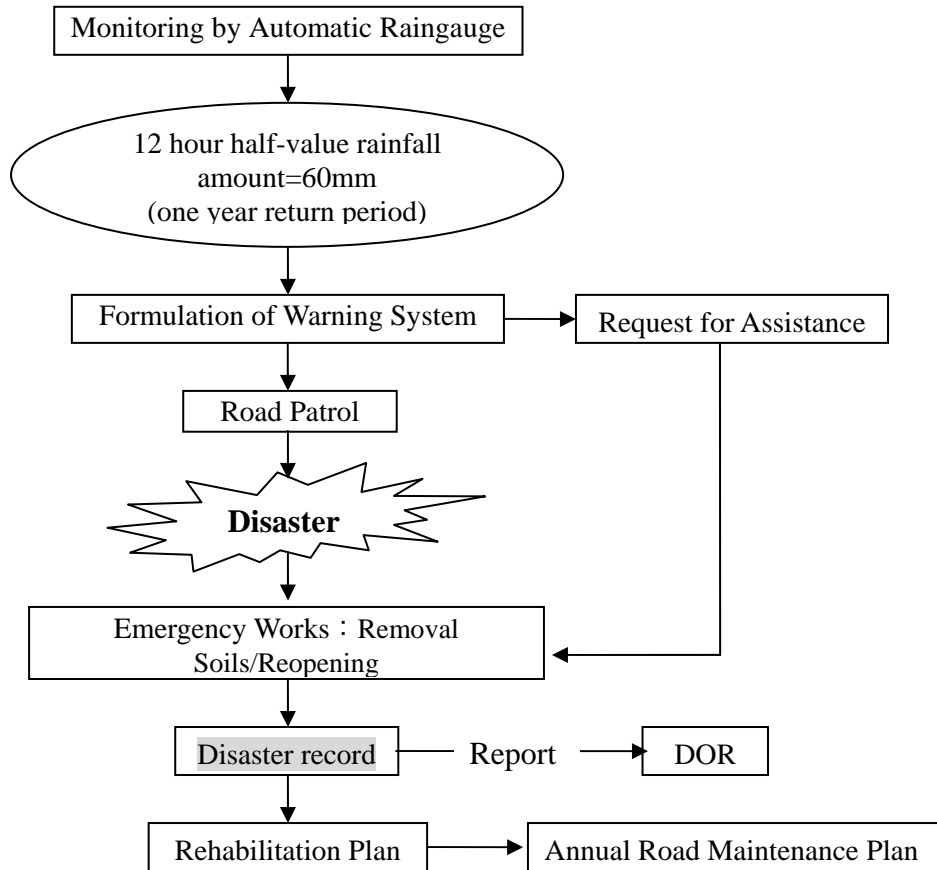 Monitoring by Automatic Raingauge
12 hour half-value rainfall
amount=60mm
(one year return period)
Formulation of Warning System
Request for Assistance
Road Patrol
Disaster
Emergency Works：Removal
Soils/Reopening
Disaster record
Report
DOR
Rehabilitation Plan
Annual Road Maintenance Plan